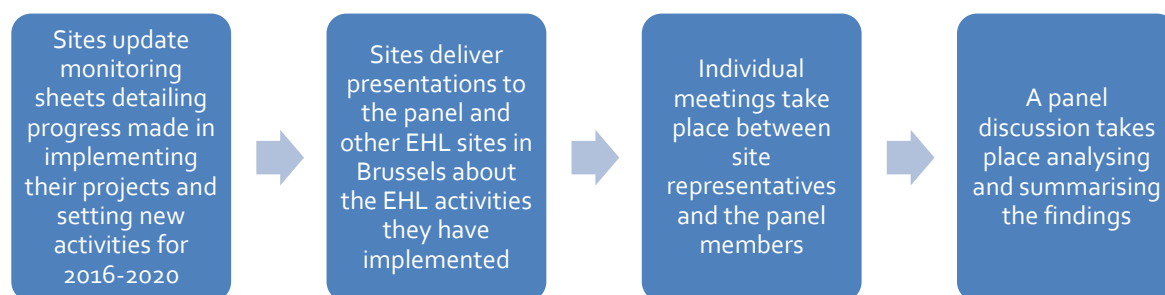 Sites update
monitoring
sheets detailing
progress made in
implementing
their projects and
setting new
activities for
2016-2020
Sites deliver
presentations to
the panel and
other EHL sites in
Brussels about
the EHL activities
they have
implemented
Individual
meetings take
place between
site
representatives
and the panel
members
A panel
discussion takes
place analysing
and summarising
the findings